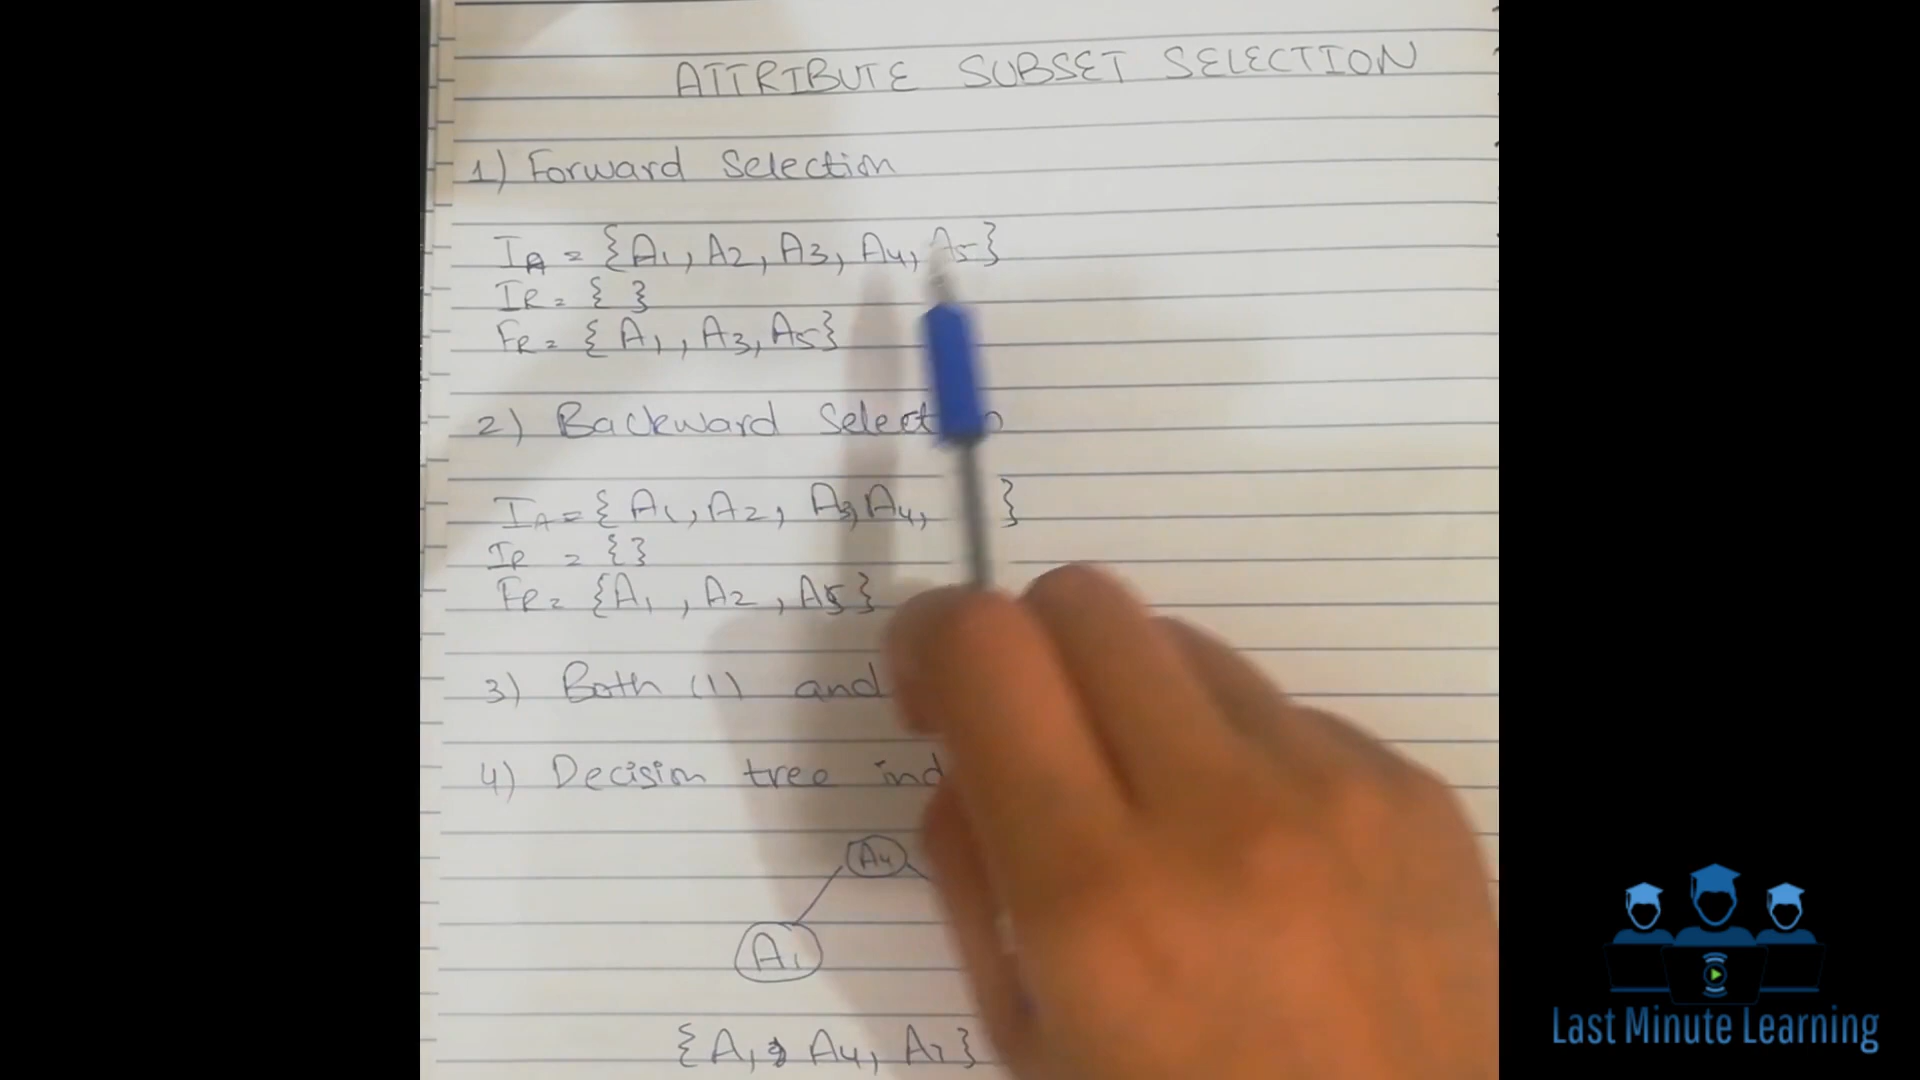 ATTRIBUTE SUBSET SELECTION
1) Forward Selection
IA = {A1, A2, A3, A4, A5}
IR = { }
FR = {A1, A3, A5}
2) Backward
IA = {A1, A2, A3, A4, }
IR = {}
FR = {A1, A2, A5}
3) Both (1) and
4) Decision tree
A4
A1
{A1, A4,
Last Minute Learning